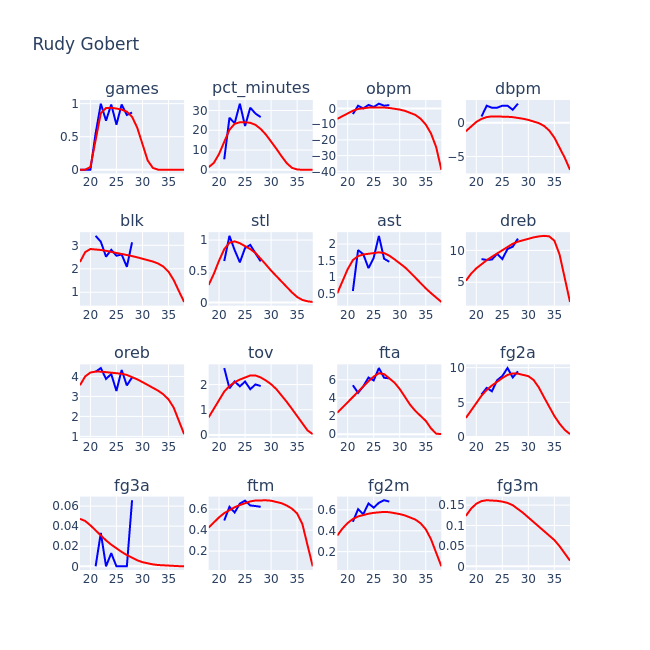 Rudy Gobert
games pct_minutes obpm dbpm
1 0.5 0 30 20 10 0 0 −10 −20 −30 −40 0 −5
20 25 30 35 20 25 30 35 20 25 30 35 20 25 30 35
blk stl ast dreb
3 2 1 1 0.5 0 2 1.5 1 0.5 10 5
20 25 30 35 20 25 30 35 20 25 30 35 20 25 30 35
oreb tov fta fg2a
4 3 2 1 2 1 0 6 4 2 0 10 5 0
20 25 30 35 20 25 30 35 20 25 30 35 20 25 30 35
fg3a ftm fg2m fg3m
0.06 0.04 0.02 0 0.6 0.4 0.2 0.6 0.4 0.2 0.15 0.1 0.05 0
20 25 30 35 20 25 30 35 20 25 30 35 20 25 30 35